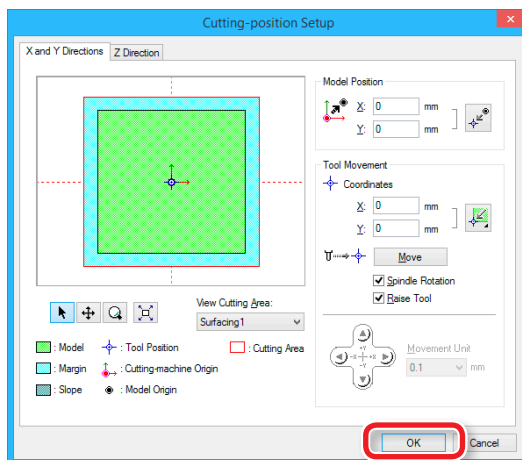 Cutting-position Setup
X and Y Directions
Z Direction
Model Position
X: 0 mm
Y: 0 mm
Tool Movement
Coordinates
X: 0 mm
Y: 0 mm
Move
Spindle Rotation
Raise Tool
View Cutting Area:
Surfacing1
: Model
: Tool Position
: Cutting Area
: Margin
: Cutting-machine Origin
: Slope
: Model Origin
+Y
-X +X
-Y
Movement Unit
0.1 mm
OK
Cancel